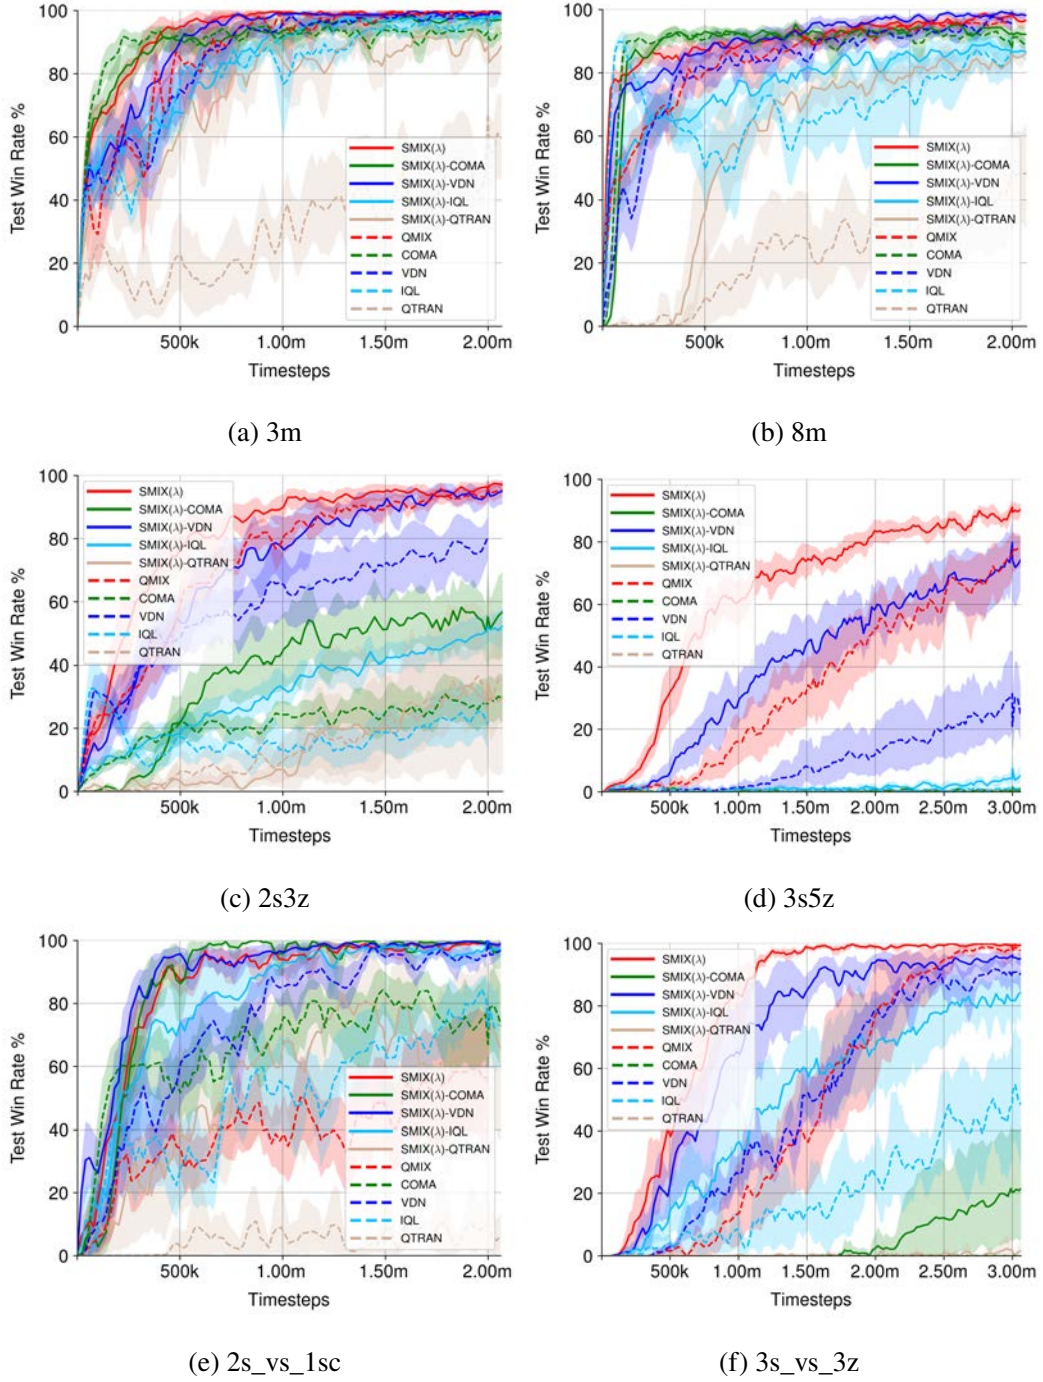 100
80
60
40
20
0
Test Win Rate %
SMIX(λ)
SMIX(λ)-COMA
SMIX(λ)-VDN
SMIX(λ)-IQL
SMIX(λ)-QTRAN
QMIX
COMA
VDN
IQL
QTRAN
500k 1.00m 1.50m 2.00m
Timesteps
(a) 3m
100
80
60
40
20
0
Test Win Rate %
SMIX(λ)
SMIX(λ)-COMA
SMIX(λ)-VDN
SMIX(λ)-IQL
SMIX(λ)-QTRAN
QMIX
COMA
VDN
IQL
QTRAN
500k 1.00m 1.50m 2.00m
Timesteps
(b) 8m
100
80
60
40
20
0
Test Win Rate %
SMIX(λ)
SMIX(λ)-COMA
SMIX(λ)-VDN
SMIX(λ)-IQL
SMIX(λ)-QTRAN
QMIX
COMA
VDN
IQL
QTRAN
500k 1.00m 1.50m 2.00m
Timesteps
(c) 2s3z
100
80
60
40
20
0
Test Win Rate %
SMIX(λ)
SMIX(λ)-COMA
SMIX(λ)-VDN
SMIX(λ)-IQL
SMIX(λ)-QTRAN
QMIX
COMA
VDN
IQL
QTRAN
500k 1.00m 1.50m 2.00m 2.50m 3.00m
Timesteps
(d) 3s5z
100
80
60
40
20
0
Test Win Rate %
SMIX(λ)
SMIX(λ)-COMA
SMIX(λ)-VDN
SMIX(λ)-IQL
SMIX(λ)-QTRAN
QMIX
COMA
VDN
IQL
QTRAN
500k 1.00m 1.50m 2.00m
Timesteps
(e) 2s_vs_1sc
100
80
60
40
20
0
Test Win Rate %
SMIX(λ)
SMIX(λ)-COMA
SMIX(λ)-VDN
SMIX(λ)-IQL
SMIX(λ)-QTRAN
QMIX
COMA
VDN
IQL
QTRAN
500k 1.00m 1.50m 2.00m 2.50m 3.00m
Timesteps
(f) 3s_vs_3z